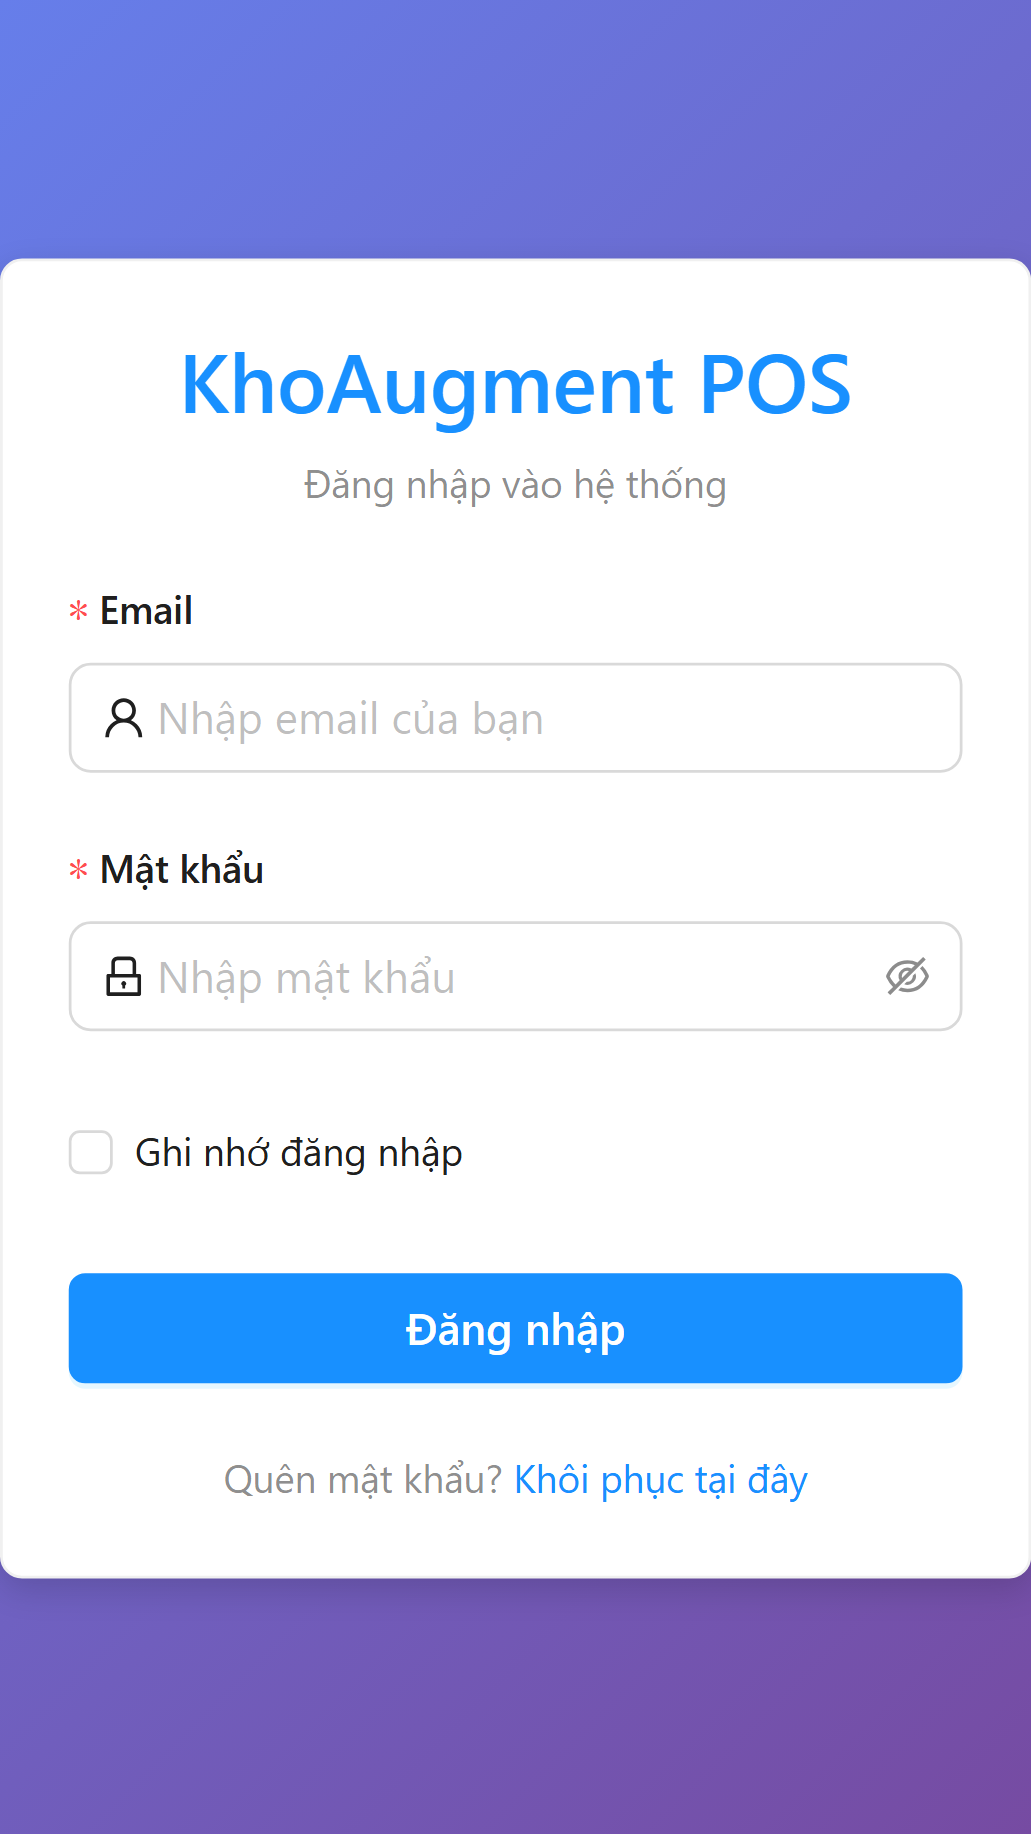 KhoAugment POS
Đăng nhập vào hệ thống
* Email
Nhập email của bạn
* Mật khẩu
Nhập mật khẩu
Ghi nhớ đăng nhập
Đăng nhập
Quên mật khẩu? Khôi phục tại đây